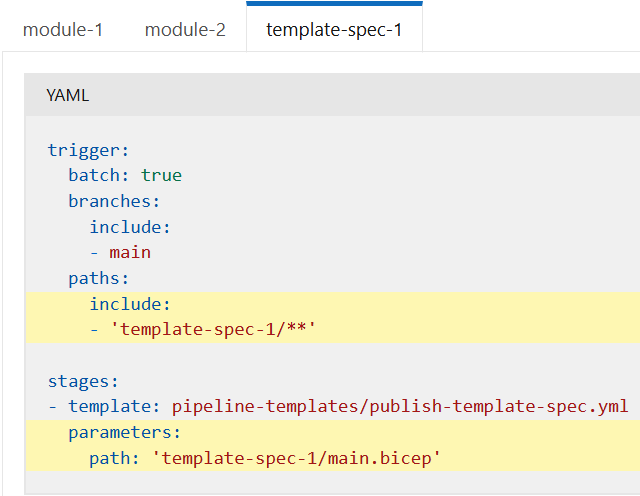 module-1 module-2 template-spec-1
YAML
trigger:
  batch: true
  branches:
    include:
    - main
  paths:
    include:
    - 'template-spec-1/**'
stages:
- template: pipeline-templates/publish-template-spec.yml
  parameters:
    path: 'template-spec-1/main.bicep'